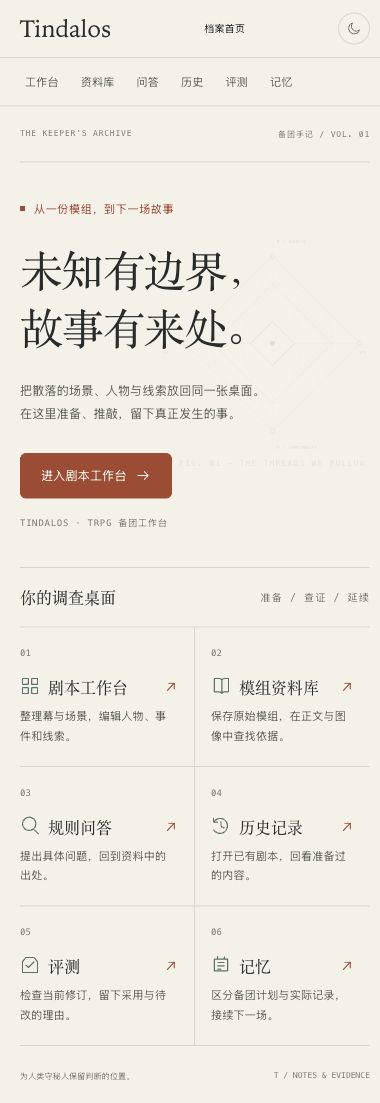 Tindalos
档案首页
工作台 资料库 问答 历史 评测 记忆
THE KEEPER'S ARCHIVE
备团手记 / VOL. 01
从一份模组，到下一场故事
未知有边界，
故事有来处。
把散落的场景、人物与线索放回同一张桌面。
在这里准备、推敲，留下真正发生的事。
进入剧本工作台 →
FIG. 01 — THE THREADS WE FOLLOW
TINDALOS · TRPG 备团工作台
你的调查桌面
准备 / 查证 / 延续
01
剧本工作台
整理幕与场景，编辑人物、事
件和线索。
02
模组资料库
保存原始模组，在正文与图
像中查找依据。
03
规则问答
提出具体问题，回到资料中的
出处。
04
历史记录
打开已有剧本，回看准备过
的内容。
05
评测
检查当前修订，留下采用与待
改的理由。
06
记忆
区分备团计划与实际记录，
接续下一场。
为人类守秘人保留判断的位置。
T / NOTES & EVIDENCE